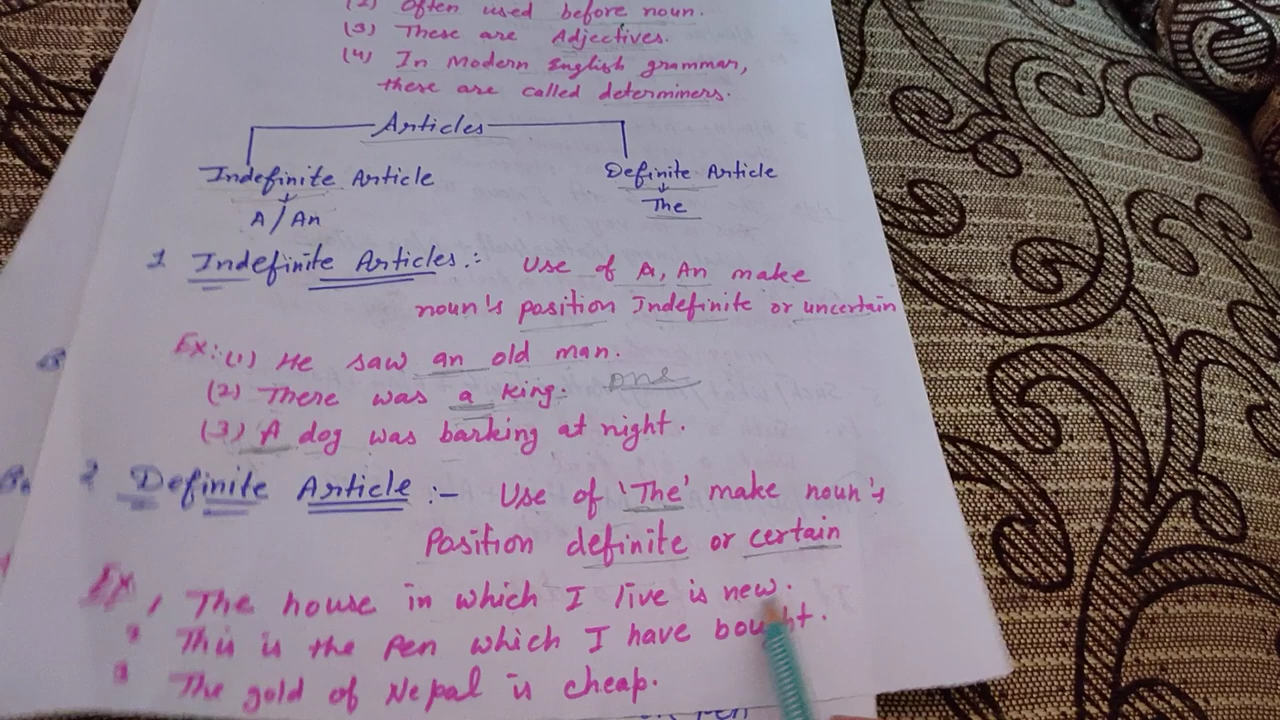 (2) Often used before noun.
(3) These are Adjectives.
(4) In Modern English grammar,
these are called determiners.
Articles
Indefinite Article Definite Article
A/An The
1 Indefinite Articles:- Use of A, An make
noun's position Indefinite or uncertain
Ex:(1) He saw an old man.
(2) There was a king. one
(3) A dog was barking at night.
2 Definite Article :- Use of 'The' make noun's
Position definite or certain
Ex, The house in which I live is new.
This is the Pen which I have bought.
The gold of Nepal is cheap.